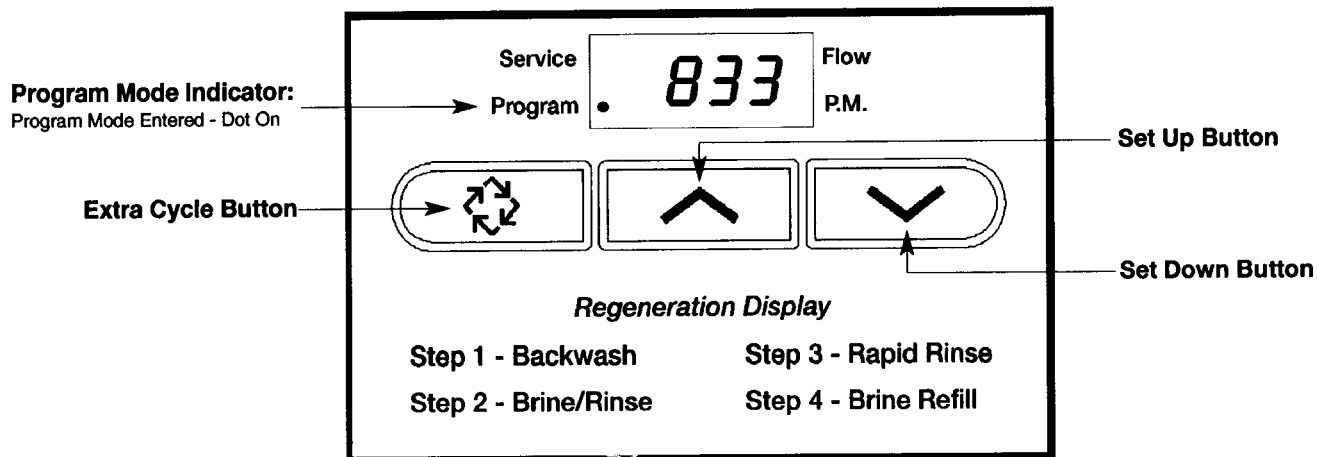 Service
833
Flow
Program Mode Indicator:
Program Mode Entered - Dot On
Program
P.M.
Set Up Button
Extra Cycle Button
Set Down Button
Regeneration Display
Step 1 - Backwash
Step 3 - Rapid Rinse
Step 2 - Brine/Rinse
Step 4 - Brine Refill